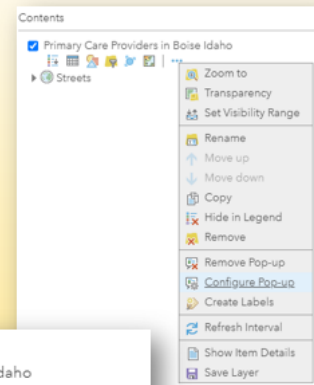 Contents
Primary Care Providers in Boise Idaho
Streets
Zoom to
Transparency
Set Visibility Range
Rename
Move up
Move down
Copy
Hide in Legend
Remove
Remove Pop-up
Configure Pop-up
Create Labels
Refresh Interval
Show Item Details
Save Layer
daho